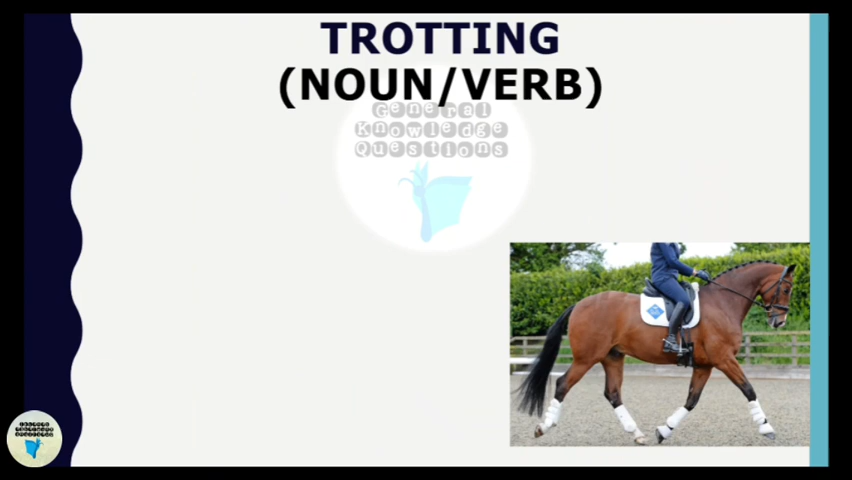 TROTTING
(NOUN/VERB)
General
Knowledge
Questions